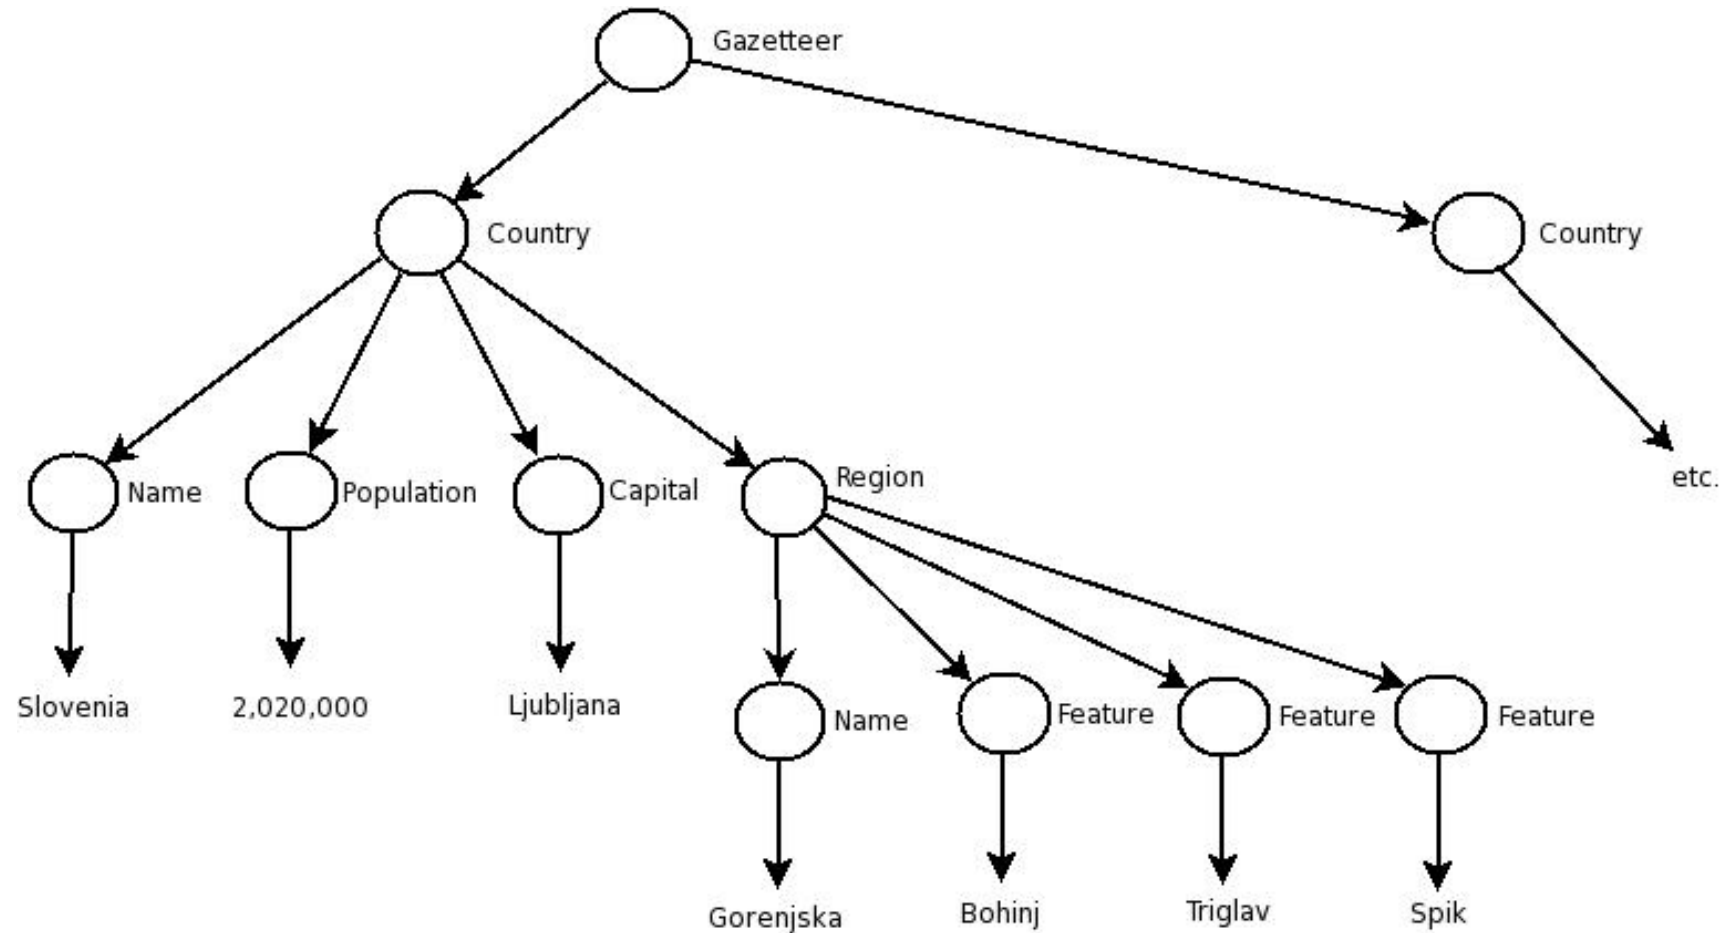 Gazetteer
Country
Country
Name
Population
Capital
Region
etc.
Slovenia
2,020,000
Ljubljana
Name
Feature
Feature
Feature
Gorenjska
Bohinj
Triglav
Spik